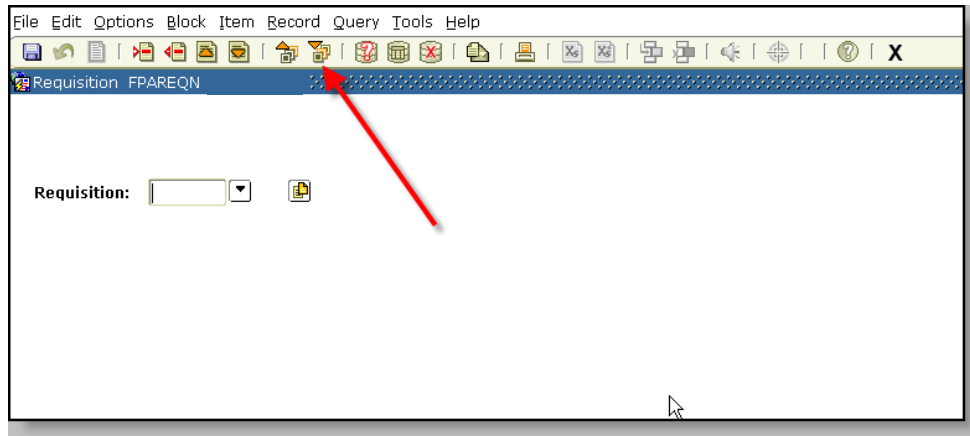 File Edit Options Block Item Record Query Tools Help
X
Requisition FPAREQN
Requisition: